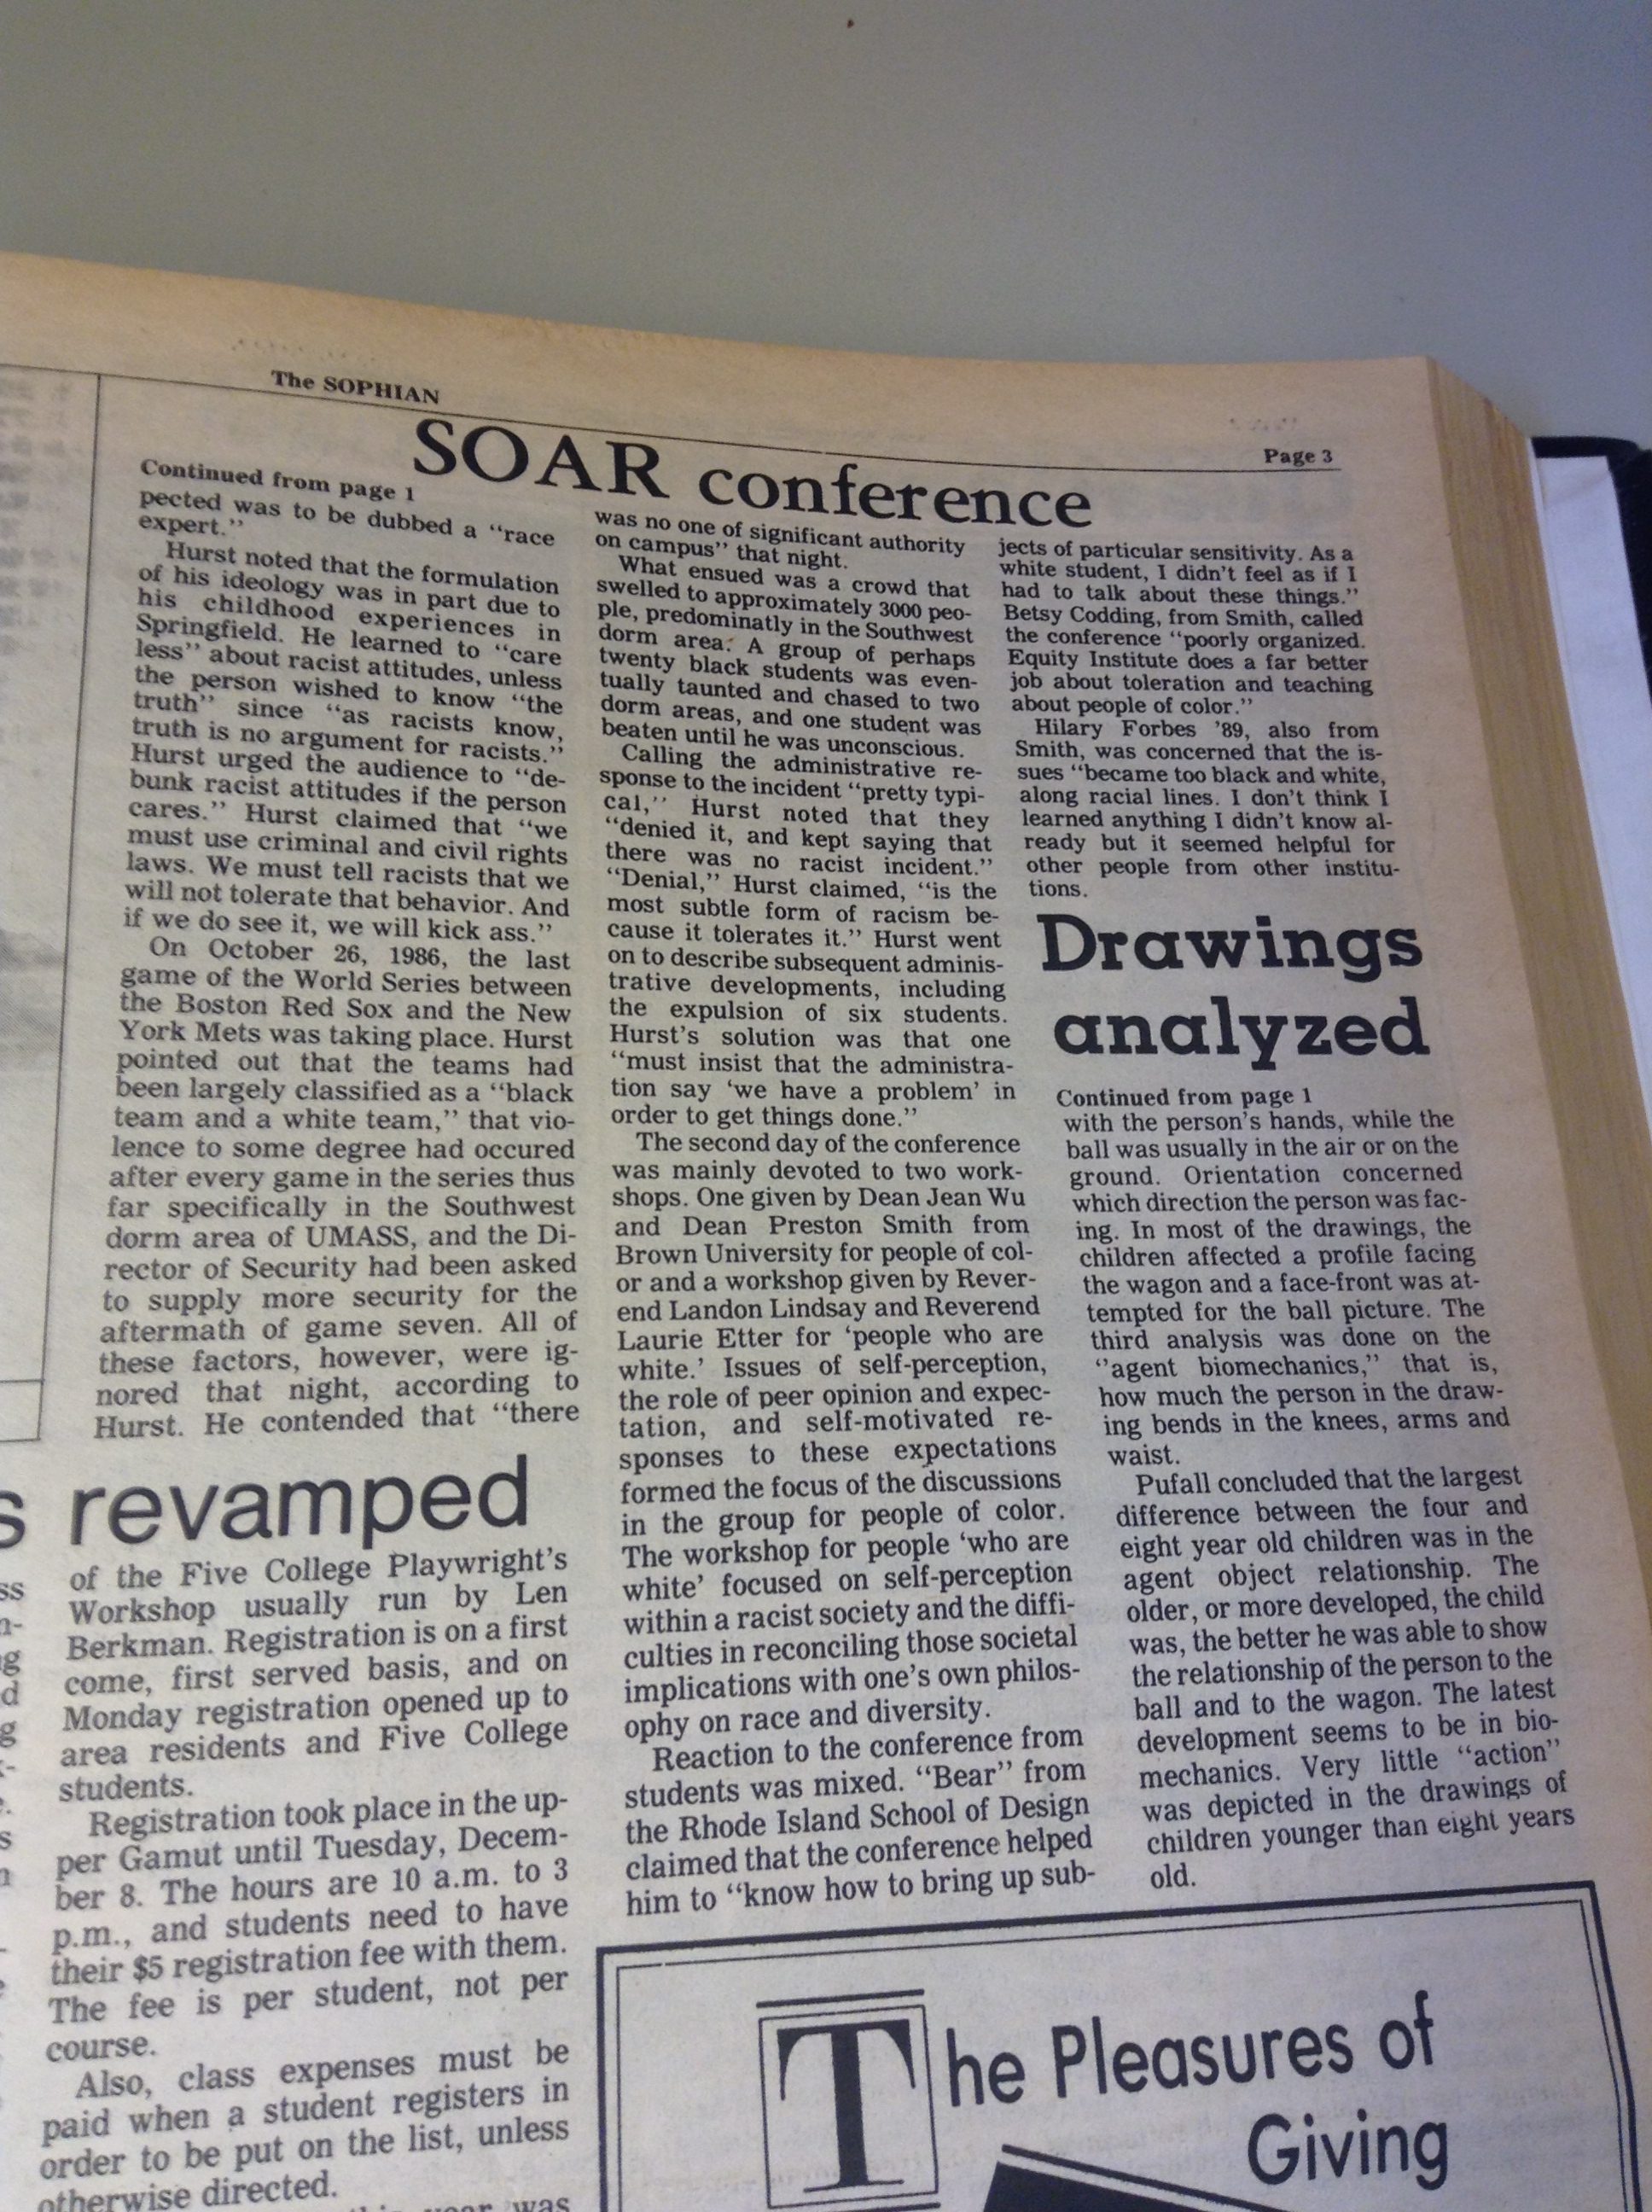 The SOPHIAN
Page 3
SOAR conference
Continued from page 1
pected was to be dubbed a “race
expert.”
Hurst noted that the formulation
of his ideology was in part due to
his childhood experiences in
Springfield. He learned to “care
less” about racist attitudes, unless
the person wished to know “the
truth” since “as racists know,
truth is no argument for racists.”
Hurst urged the audience to “de-
bunk racist attitudes if the person
cares.” Hurst claimed that “we
must use criminal and civil rights
laws. We must tell racists that we
will not tolerate that behavior. And
if we do see it, we will kick ass.”
On October 26, 1986, the last
game of the World Series between
the Boston Red Sox and the New
York Mets was taking place. Hurst
pointed out that the teams had
been largely classified as a “black
team and a white team,” that vio-
lence to some degree had occured
after every game in the series thus
far specifically in the Southwest
dorm area of UMASS, and the Di-
rector of Security had been asked
to supply more security for the
aftermath of game seven. All of
these factors, however, were ig-
nored that night, according to
Hurst. He contended that “there
was no one of significant authority
on campus” that night.
What ensued was a crowd that
swelled to approximately 3000 peo-
ple, predominatly in the Southwest
dorm area. A group of perhaps
twenty black students was even-
tually taunted and chased to two
dorm areas, and one student was
beaten until he was unconscious.
Calling the administrative re-
sponse to the incident “pretty typi-
cal,” Hurst noted that they
“denied it, and kept saying that
there was no racist incident.”
“Denial,” Hurst claimed, “is the
most subtle form of racism be-
cause it tolerates it.” Hurst went
on to describe subsequent adminis-
trative developments, including
the expulsion of six students.
Hurst’s solution was that one
“must insist that the administra-
tion say ‘we have a problem’ in
order to get things done.”
The second day of the conference
was mainly devoted to two work-
shops. One given by Dean Jean Wu
and Dean Preston Smith from
Brown University for people of col-
or and a workshop given by Rever-
end Landon Lindsay and Reverend
Laurie Etter for ‘people who are
white.’ Issues of self-perception,
the role of peer opinion and expec-
tation, and self-motivated re-
sponses to these expectations
formed the focus of the discussions
in the group for people of color.
The workshop for people ‘who are
white’ focused on self-perception
within a racist society and the diffi-
culties in reconciling those societal
implications with one’s own philos-
ophy on race and diversity.
Reaction to the conference from
students was mixed. “Bear” from
the Rhode Island School of Design
claimed that the conference helped
him to “know how to bring up sub-
jects of particular sensitivity. As a
white student, I didn’t feel as if I
had to talk about these things.”
Betsy Codding, from Smith, called
the conference “poorly organized.
Equity Institute does a far better
job about toleration and teaching
about people of color.”
Hilary Forbes ’89, also from
Smith, was concerned that the is-
sues “became too black and white,
along racial lines. I don’t think I
learned anything I didn’t know al-
ready but it seemed helpful for
other people from other institu-
tions.
Drawings
analyzed
Continued from page 1
with the person’s hands, while the
ball was usually in the air or on the
ground. Orientation concerned
which direction the person was fac-
ing. In most of the drawings, the
children affected a profile facing
the wagon and a face-front was at-
tempted for the ball picture. The
third analysis was done on the
“agent biomechanics,” that is,
how much the person in the draw-
ing bends in the knees, arms and
waist.
Pufall concluded that the largest
difference between the four and
eight year old children was in the
agent object relationship. The
older, or more developed, the child
was, the better he was able to show
the relationship of the person to the
ball and to the wagon. The latest
development seems to be in bio-
mechanics. Very little “action”
was depicted in the drawings of
children younger than eight years
old.
s revamped
of the Five College Playwright’s
Workshop usually run by Len
Berkman. Registration is on a first
come, first served basis, and on
Monday registration opened up to
area residents and Five College
students.
Registration took place in the up-
per Gamut until Tuesday, Decem-
ber 8. The hours are 10 a.m. to 3
p.m., and students need to have
their $5 registration fee with them.
The fee is per student, not per
course.
Also, class expenses must be
paid when a student registers in
order to be put on the list, unless
otherwise directed.
year was
The Pleasures of
Giving